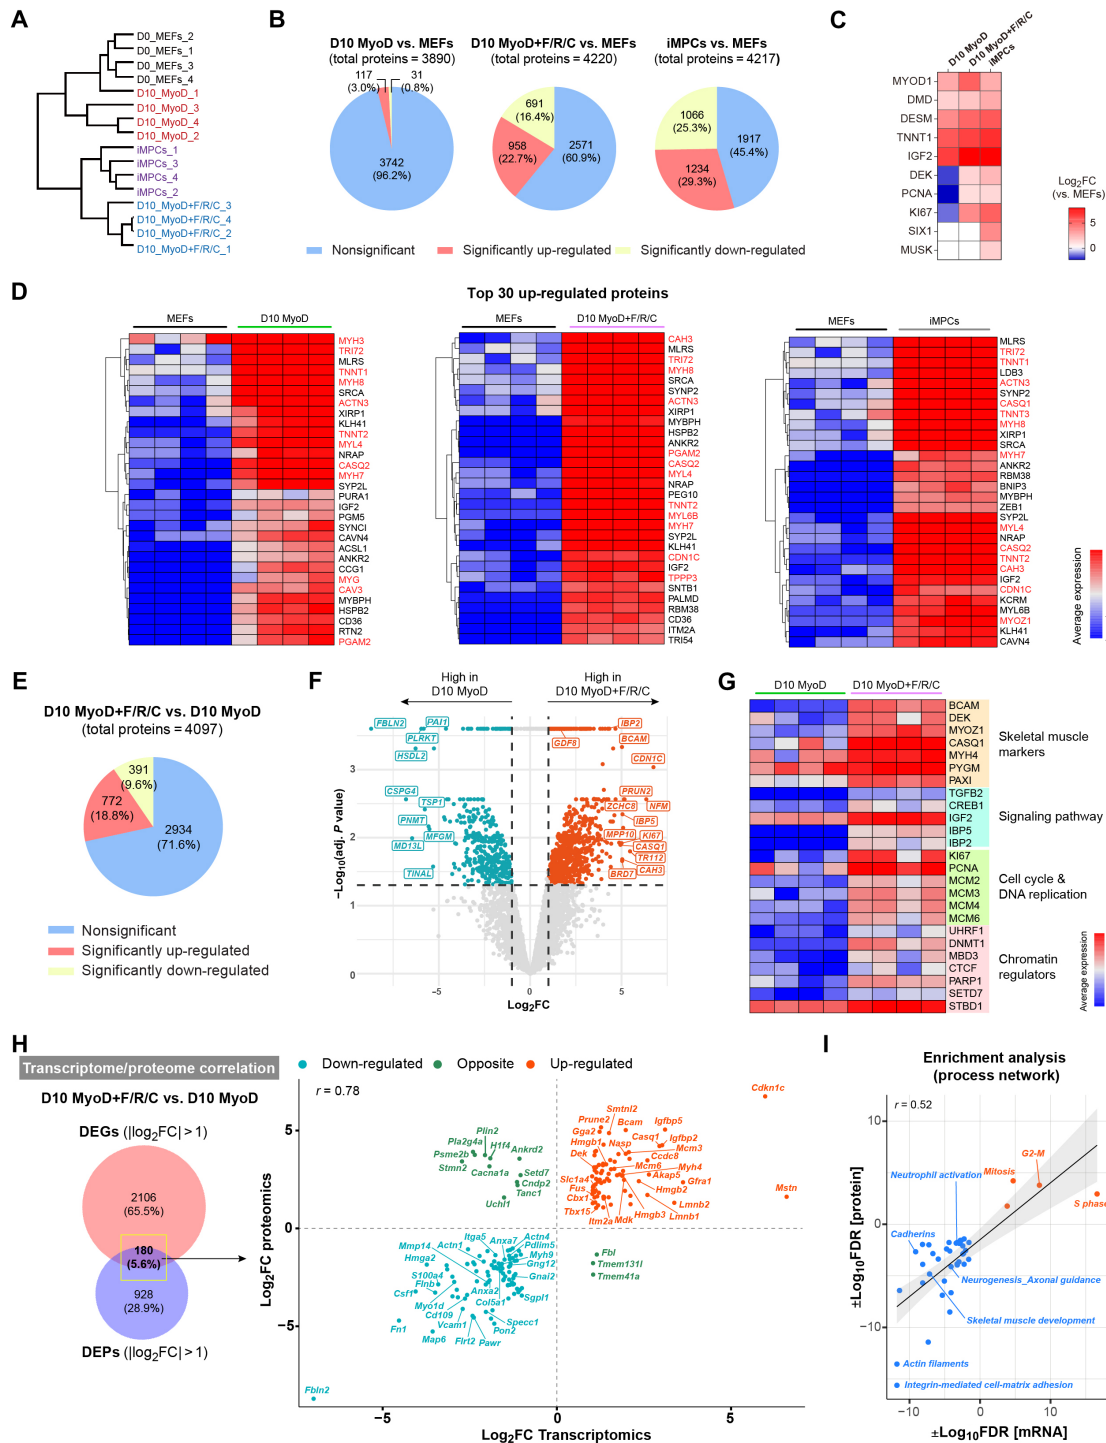 A
D0_MEFs_2
D0_MEFs_1
D0_MEFs_3
D0_MEFs_4
D10_MyoD_1
D10_MyoD_3
D10_MyoD_4
D10_MyoD_2
iMPCs_1
iMPCs_3
iMPCs_4
iMPCs_2
D10_MyoD+F/R/C_3
D10_MyoD+F/R/C_4
D10_MyoD+F/R/C_2
D10_MyoD+F/R/C_1
B
D10 MyoD vs. MEFs
(total proteins = 3890)
117
(3.0%)
31
(0.8%)
3742
(96.2%)
D10 MyoD+F/R/C vs. MEFs
(total proteins = 4220)
691
(16.4%)
958
(22.7%)
2571
(60.9%)
iMPCs vs. MEFs
(total proteins = 4217)
1066
(25.3%)
1917
(45.4%)
1234
(29.3%)
Nonsignificant
Significantly up-regulated
Significantly down-regulated
C
D10 MyoD
D10 MyoD+F/R/C
iMPCs
MYOD1
DMD
DESM
TNNT1
IGF2
DEK
PCNA
KI67
SIX1
MUSK
Log2FC
(vs. MEFs)
5
0
D
Top 30 up-regulated proteins
MEFs
D10 MyoD
MYH3
TRI72
MLRS
TNNT1
MYH8
SRCA
ACTN3
XIRP1
KLH41
TNNT2
MYL4
NRAP
CASQ2
MYH7
SYP2L
PURA1
IGF2
PGM5
SYNCI
CAVN4
ACSL1
ANKR2
CCG1
MYG
CAV3
MYBPH
HSPB2
CD36
RTN2
PGAM2
MEFs
D10 MyoD+F/R/C
CAH3
MLRS
TRI72
MYH8
SRCA
SYNP2
ACTN3
XIRP1
MYBPH
HSPB2
ANKR2
PGAM2
CASQ2
MYL4
NRAP
PEG10
TNNT2
MYL6B
MYH7
SYP2L
KLH41
CDN1C
IGF2
TPPP3
SNTB1
PALMD
RBM38
CD36
ITM2A
TRI54
MEFs
iMPCs
MLRS
TRI72
TNNT1
LDB3
ACTN3
SYNP2
CASQ1
TNNT3
MYH8
XIRP1
SRCA
MYH7
ANKR2
RBM38
BNIP3
MYBPH
ZEB1
SYP2L
MYL4
NRAP
CASQ2
TNNT2
CAH3
IGF2
CDN1C
KCRM
MYL6B
MYOZ1
KLH41
CAVN4
Average expression
E
D10 MyoD+F/R/C vs. D10 MyoD
(total proteins = 4097)
391
(9.6%)
772
(18.8%)
2934
(71.6%)
Nonsignificant
Significantly up-regulated
Significantly down-regulated
F
High in
D10 MyoD
High in
D10 MyoD+F/R/C
FBLN2
PAI1
PLRKT
HSDL2
CSPG4
TSP1
PNMT
MFGM
MD13L
TINAL
IBP2
GDF8
BCAM
CDN1C
PRUN2
ZCHC8
NFM
IBP5
MPP10
KI67
CASQ1
TR112
CAH3
BRD7
−Log10(adj. P value)
3
2
1
0
−5
0
5
Log2FC
G
D10 MyoD
D10 MyoD+F/R/C
BCAM
DEK
MYOZ1
CASQ1
MYH4
PYGM
PAXI
TGFB2
CREB1
IGF2
IBP5
IBP2
KI67
PCNA
MCM2
MCM3
MCM4
MCM6
UHRF1
DNMT1
MBD3
CTCF
PARP1
SETD7
STBD1
Skeletal muscle
markers
Signaling pathway
Cell cycle &
DNA replication
Chromatin
regulators
Average expression
H
Transcriptome/proteome correlation
D10 MyoD+F/R/C vs. D10 MyoD
DEGs (|log2FC| > 1)
2106
(65.5%)
180
(5.6%)
928
(28.9%)
DEPs (|log2FC| > 1)
Down-regulated
Opposite
Up-regulated
r = 0.78
Cdkn1c
Smtnl2
Prune2
Bcam
Igfbp5
Gga2
Casq1
Igfbp2
Hmgb1
Nasp
Mcm3
Dek
Ccdc8
Mcm6
Myh4
Slc1a4
Akap5
Gfra1
Fus
Hmgb2
Mstn
Cbx1
Lmnb2
Tbx15
Lmnb1
Hmgb3
Itm2a
Mdk
Plin2
Pla2g4a
H1f4
Ankrd2
Psme2b
Stmn2
Cacna1a
Setd7
Cndp2
Tanc1
Uchl1
Fbl
Tmem131l
Tmem41a
Itga5
Anxa7
Actn4
Mmp14
Actn1
Pdlim5
Myh9
Hmga2
Gng12
S100a4
Gnai2
Flnb
Anxa2
Csf1
Sgpl1
Myo1d
Col5a1
Cd109
Vcam1
Specc1
Fn1
Pon2
Map6
Flrt2
Pawr
Fbln2
Log2FC proteomics
5
0
−5
−5
0
5
Log2FC Transcriptomics
I
Enrichment analysis
(process network)
r = 0.52
G2-M
Mitosis
Neutrophil activation
S phase
Cadherins
Neurogenesis_Axonal guidance
Skeletal muscle development
Actin filaments
Integrin-mediated cell-matrix adhesion
±Log10FDR [protein]
10
0
−10
−10
0
10
±Log10FDR [mRNA]